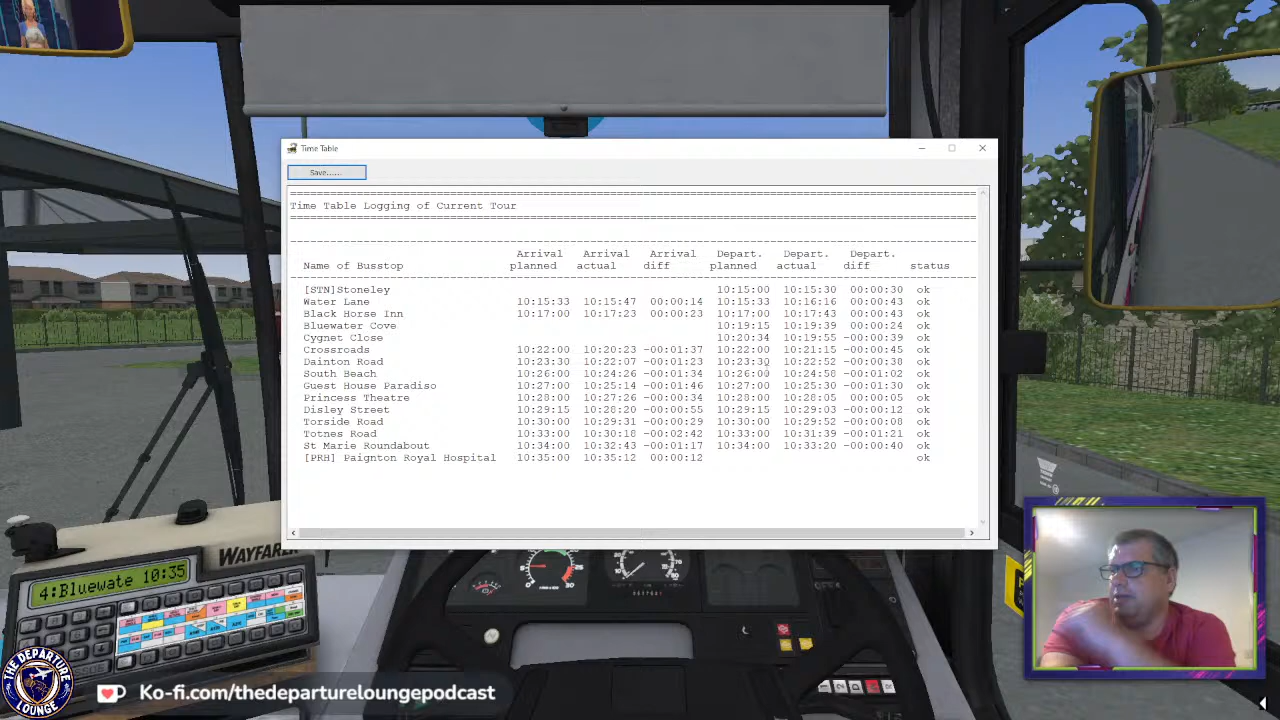 Time Table
Save......
Time Table Logging of Current Tour
Arrival Arrival Arrival Depart. Depart. Depart.
Name of Busstop planned actual diff planned actual diff status
[STN]Stoneley 10:15:00 10:15:30 00:00:30 ok
Water Lane 10:15:33 10:15:47 00:00:14 10:15:33 10:16:16 00:00:43 ok
Black Horse Inn 10:17:00 10:17:23 00:00:23 10:17:00 10:17:43 00:00:43 ok
Bluewater Cove 10:19:15 10:19:39 00:00:24 ok
Cygnet Close 10:20:34 10:19:55 -00:00:39 ok
Crossroads 10:22:00 10:20:23 -00:01:37 10:22:00 10:21:15 -00:00:45 ok
Dainton Road 10:23:30 10:22:07 -00:01:23 10:23:30 10:22:52 -00:00:38 ok
South Beach 10:26:00 10:24:26 -00:01:34 10:26:00 10:24:58 -00:01:02 ok
Guest House Paradiso 10:27:00 10:25:14 -00:01:46 10:27:00 10:25:30 -00:01:30 ok
Princess Theatre 10:28:00 10:27:26 -00:00:34 10:28:00 10:28:05 00:00:05 ok
Disley Street 10:29:15 10:28:20 -00:00:55 10:29:15 10:29:03 -00:00:12 ok
Torside Road 10:30:00 10:29:31 -00:00:29 10:30:00 10:29:52 -00:00:08 ok
Totnes Road 10:33:00 10:30:18 -00:02:42 10:33:00 10:31:39 -00:01:21 ok
St Marie Roundabout 10:34:00 10:32:43 -00:01:17 10:34:00 10:33:20 -00:00:40 ok
[PRH] Paignton Royal Hospital 10:35:00 10:35:12 00:00:12 ok
WAYFARER
4:Bluewate 10:35
THE DEPARTURE
LOUNGE
Ko-fi.com/thedepartureloungepodcast